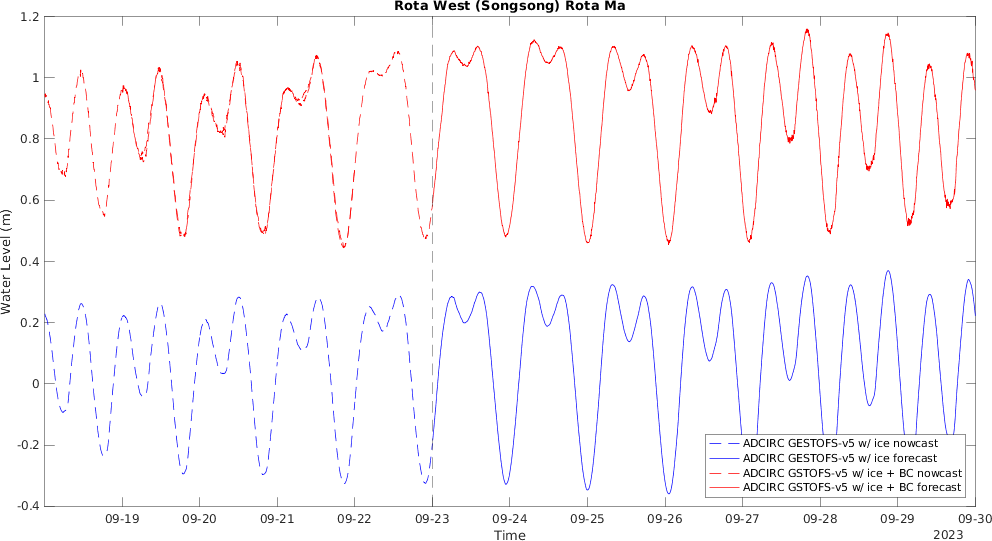 Rota West (Songsong) Rota Ma
1.2
1
0.8
0.6
0.4
0.2
0
-0.2
-0.4
Water Level (m)
ADCIRC GESTOFS-v5 w/ ice nowcast
ADCIRC GESTOFS-v5 w/ ice forecast
ADCIRC GSTOFS-v5 w/ ice + BC nowcast
ADCIRC GSTOFS-v5 w/ ice + BC forecast
09-19 09-20 09-21 09-22 09-23 09-24 09-25 09-26 09-27 09-28 09-29 09-30
Time
2023